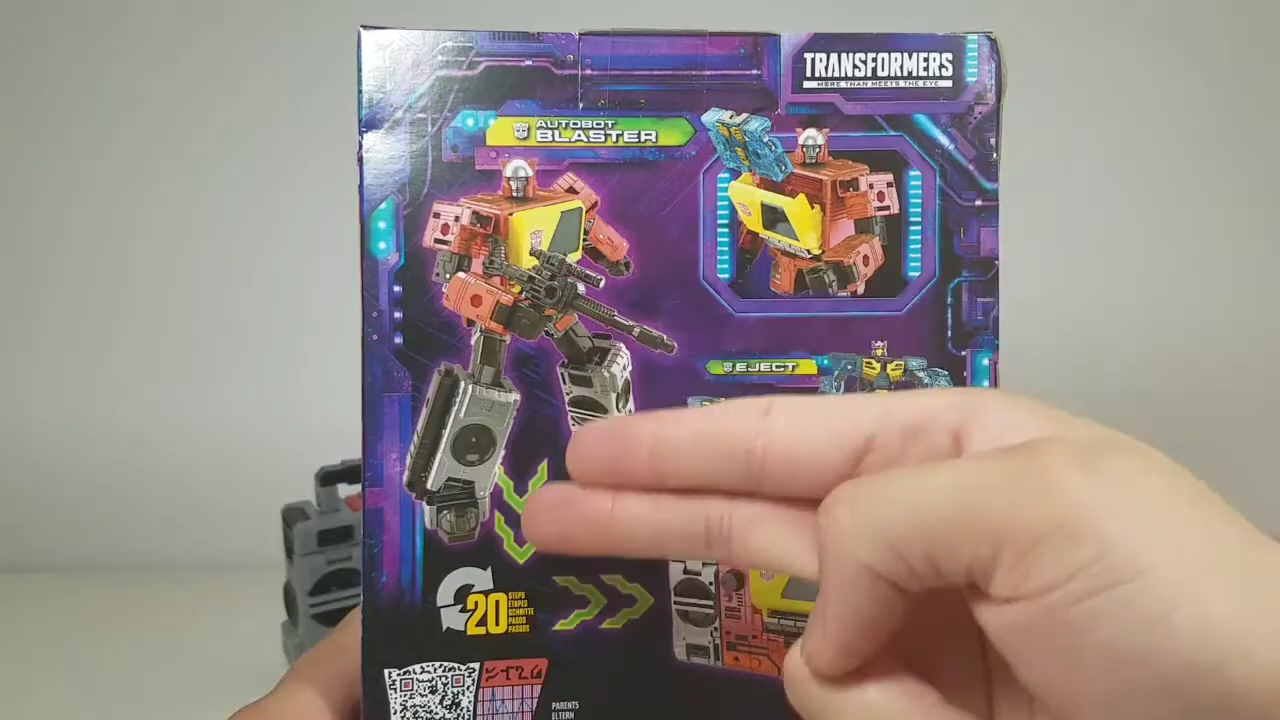 TRANSFORMERS
MORE THAN MEETS THE EYE
AUTOBOT
BLASTER
EJECT
20
STEPS
ETAPES
SCHRITTE
PASOS
PASSOS
PARENTS
ELTERN